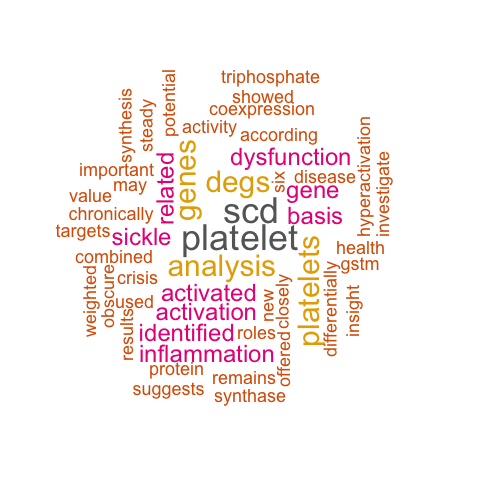 triphosphate
showed
coexpression
activity
according
synthesis
steady
potential
dysfunction
important
may
related
genes
degs
six
disease
gene
hyperactivation
investigate
value
chronically
scd
basis
targets
sickle
platelet
health
gstm
combined
analysis
platelets
crisis
weighted
obscure
used
activated
new
closely
differentially
insight
activation
results
identified
roles
offered
inflammation
protein
remains
suggests
synthase